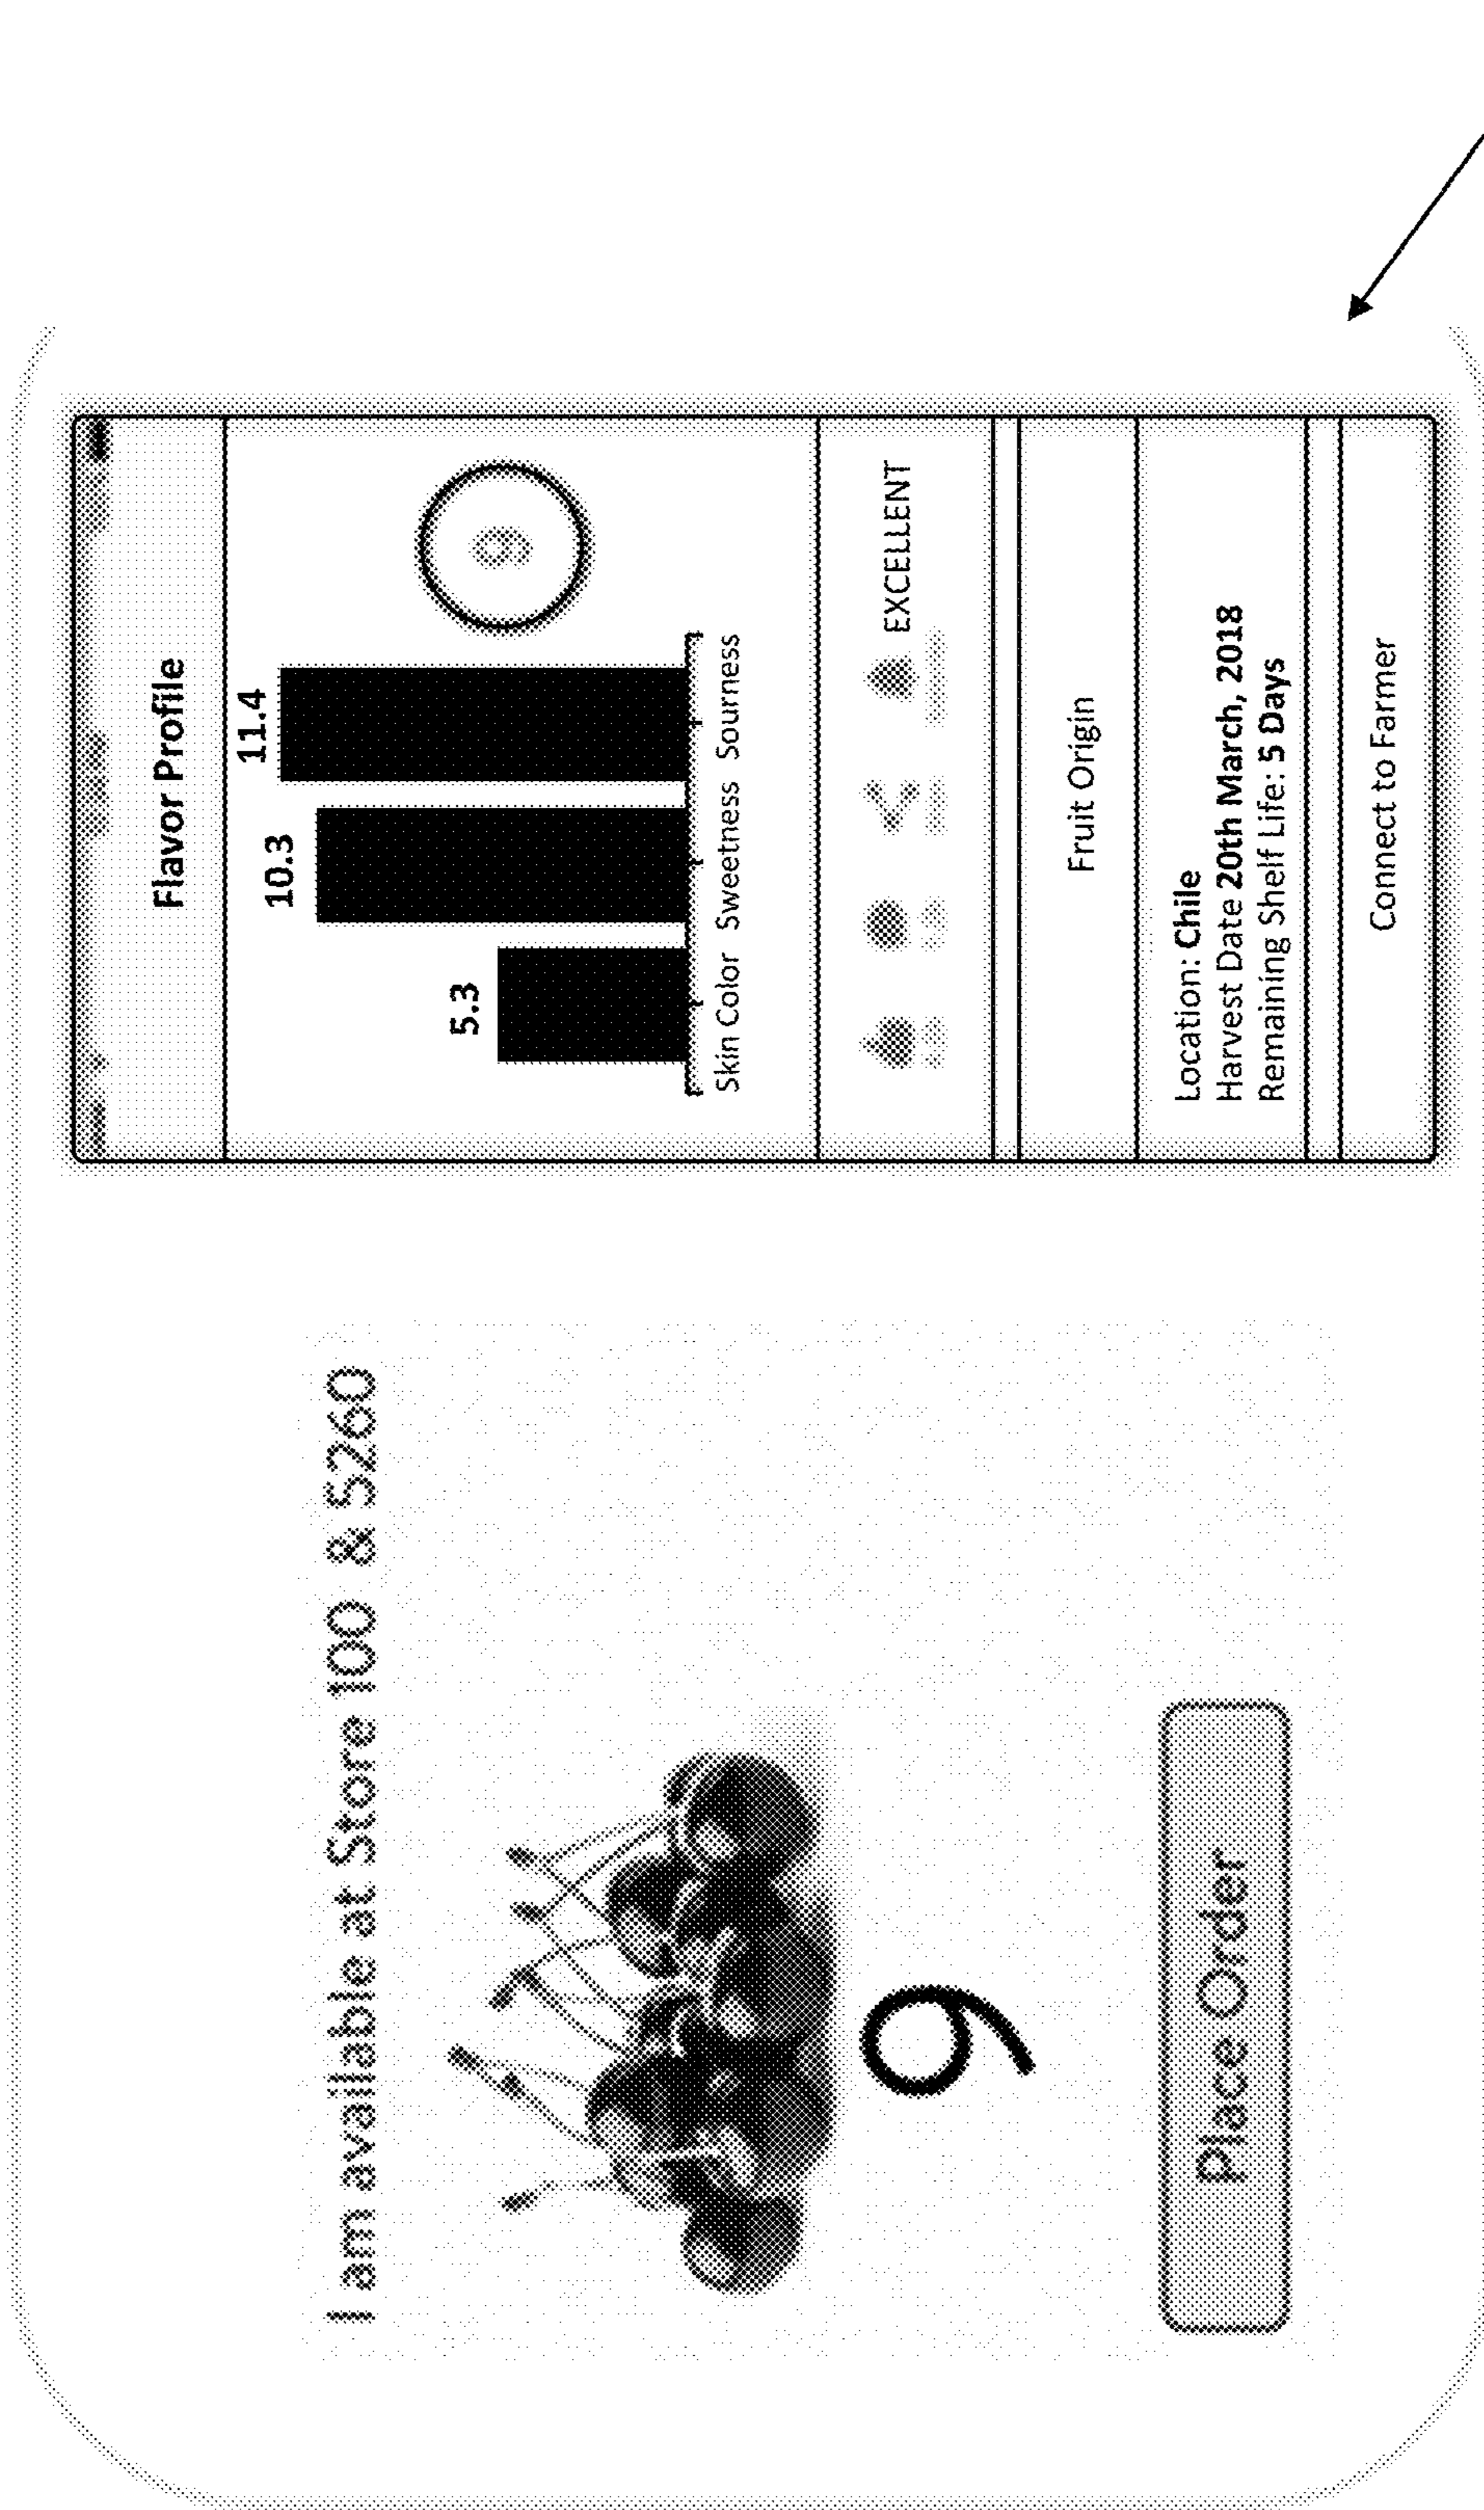 I am available at Store 100 & 5260
9
Place Order
Flavor Profile
5.3
10.3
11.4
Skin Color Sweetness Sourness
9
EXCELLENT
Fruit Origin
Location: Chile
Harvest Date 20th March, 2018
Remaining Shelf Life: 5 Days
Connect to Farmer